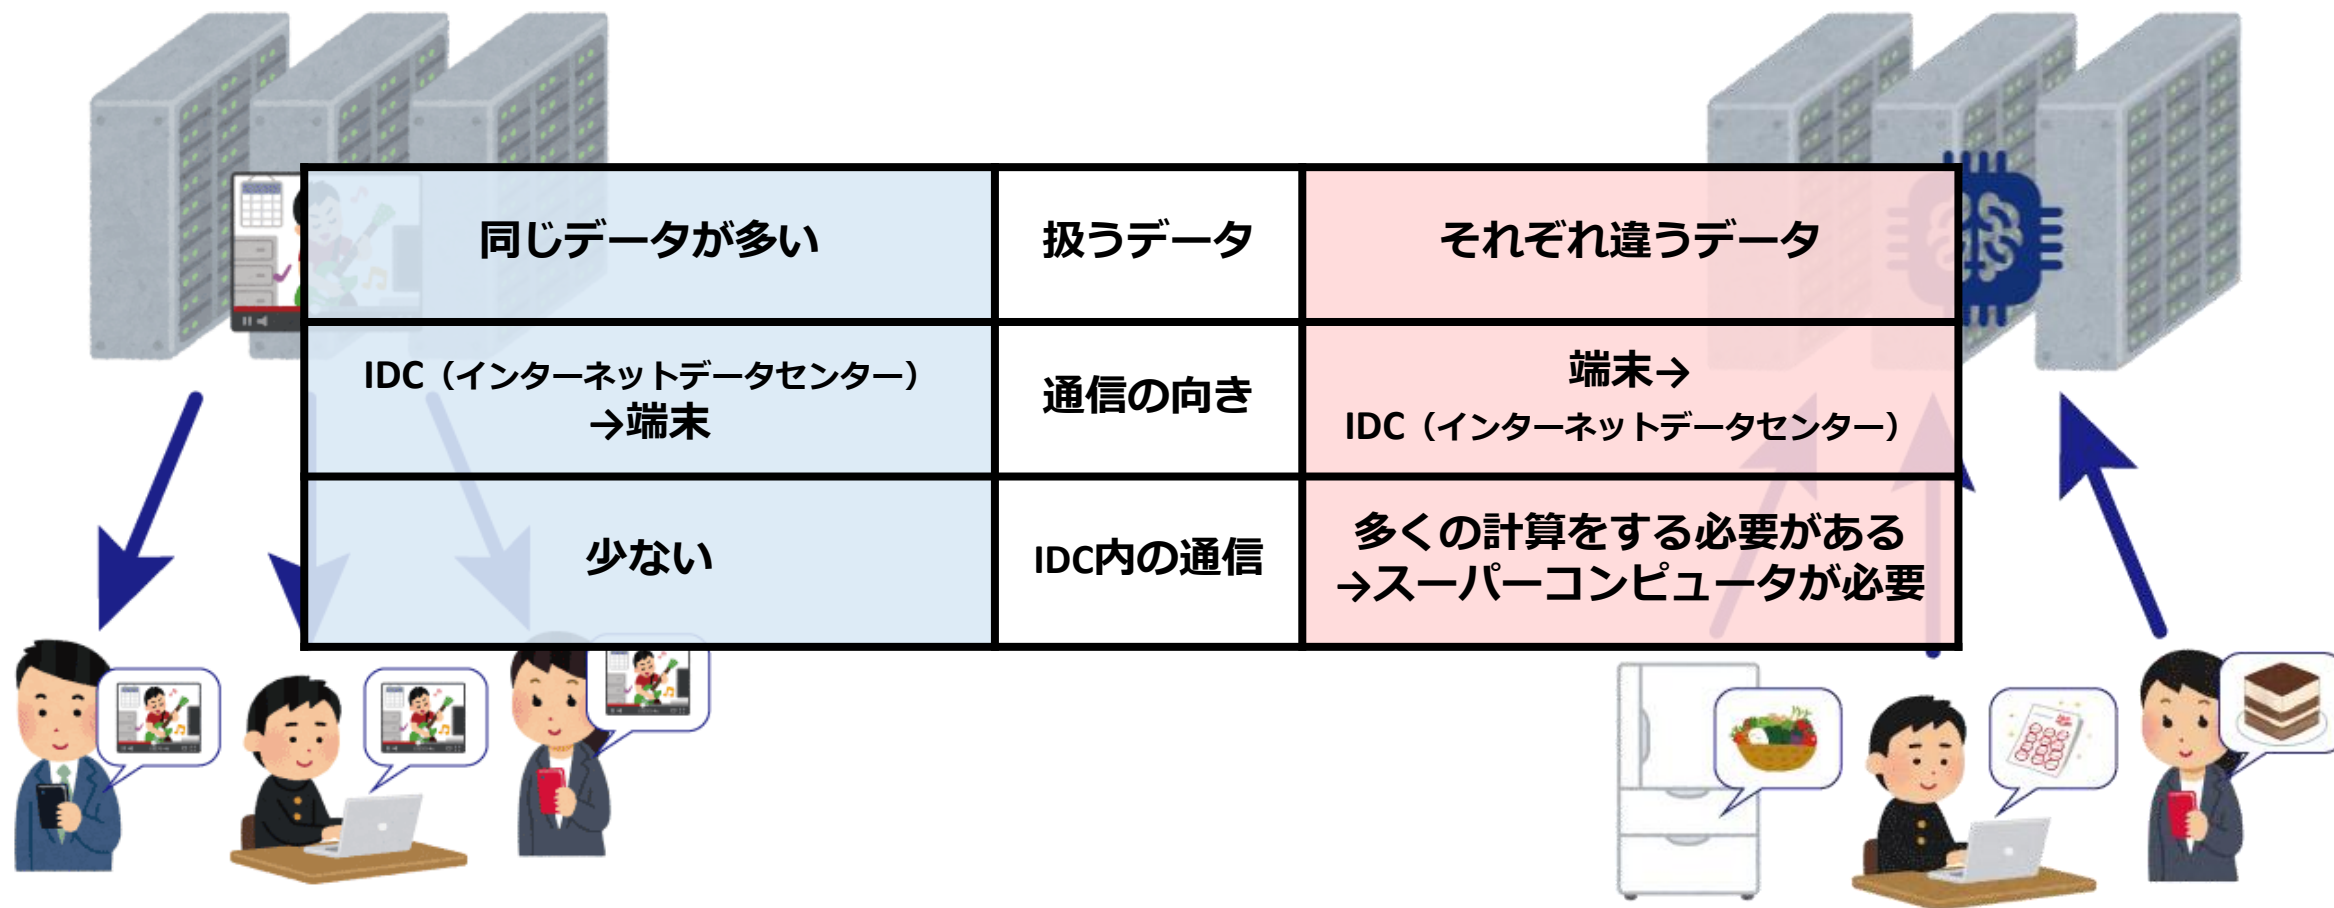 同じデータが多い
扱うデータ
それぞれ違うデータ
IDC（インターネットデータセンター）
→端末
通信の向き
端末→
IDC（インターネットデータセンター）
少ない
IDC内の通信
多くの計算をする必要がある
→スーパーコンピュータが必要